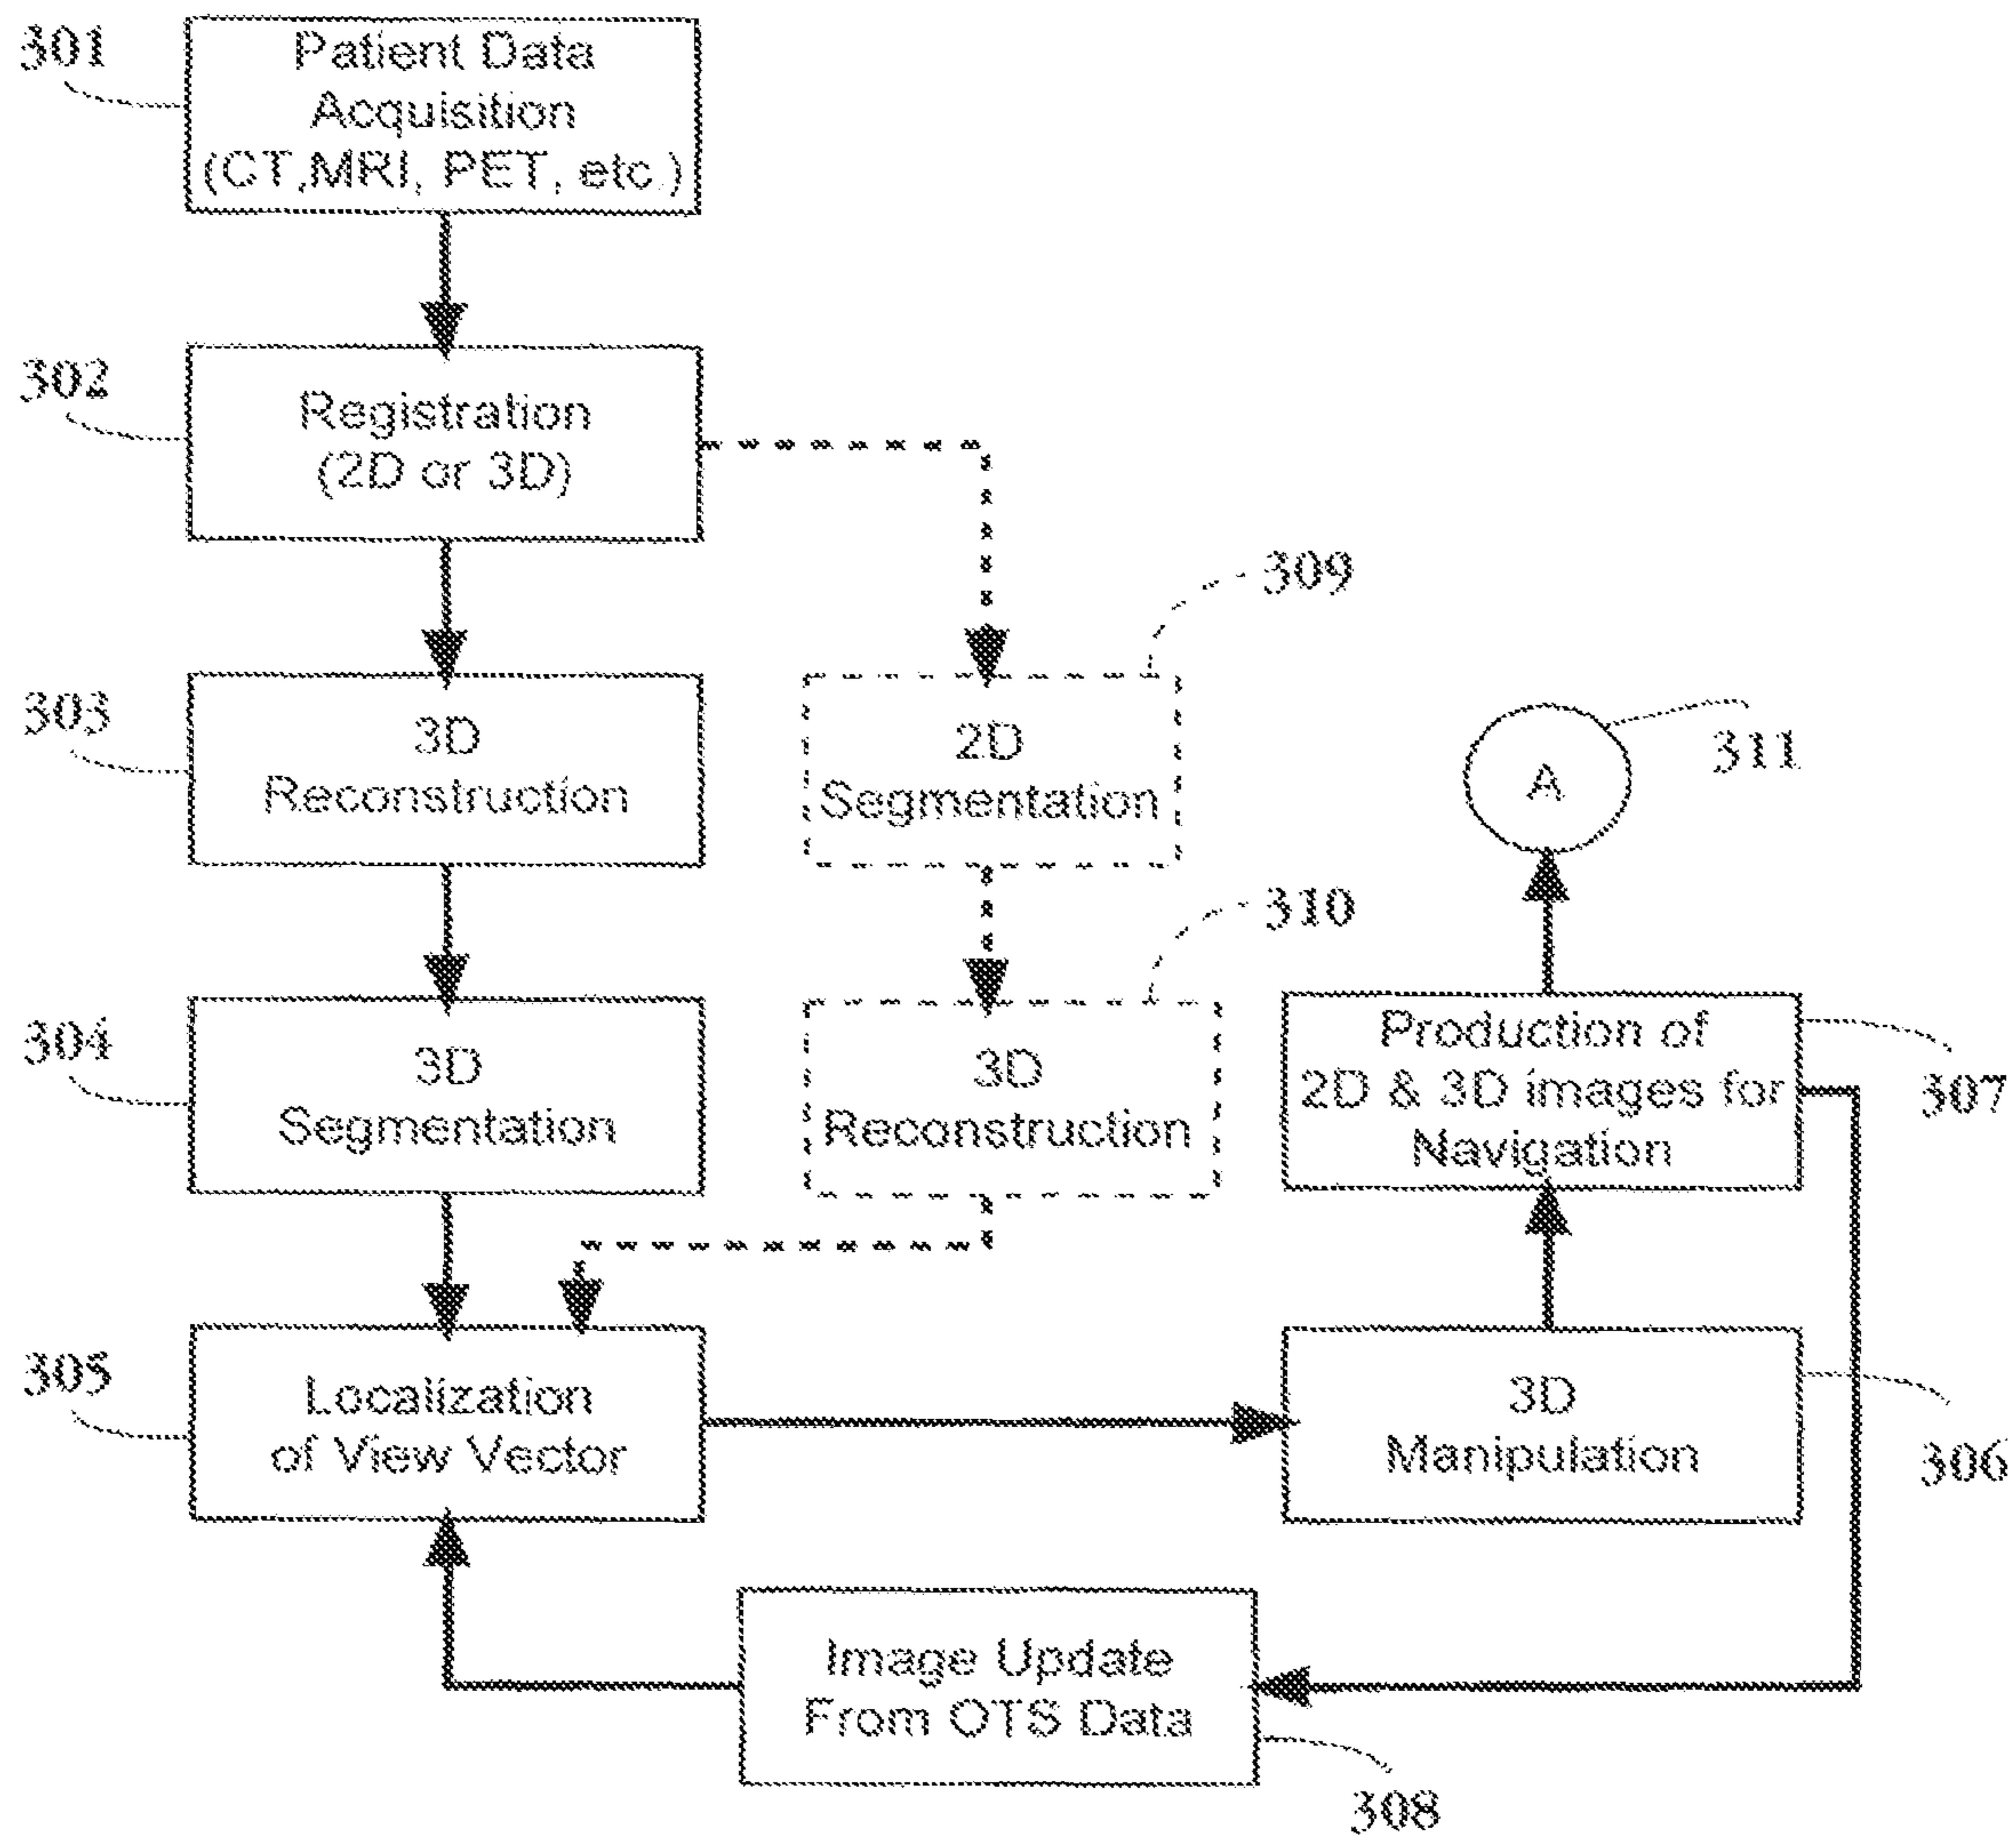 301
Patient Data
Acquisition
(CT,MRI, PET, etc.)
302
Registration
(2D or 3D)
309
303
3D
Reconstruction
2D
Segmentation
A
311
310
304
3D
Segmentation
3D
Reconstruction
Production of
2D & 3D images for
Navigation
307
305
Localization
of View Vector
3D
Manipulation
306
Image Update
From OTS Data
308